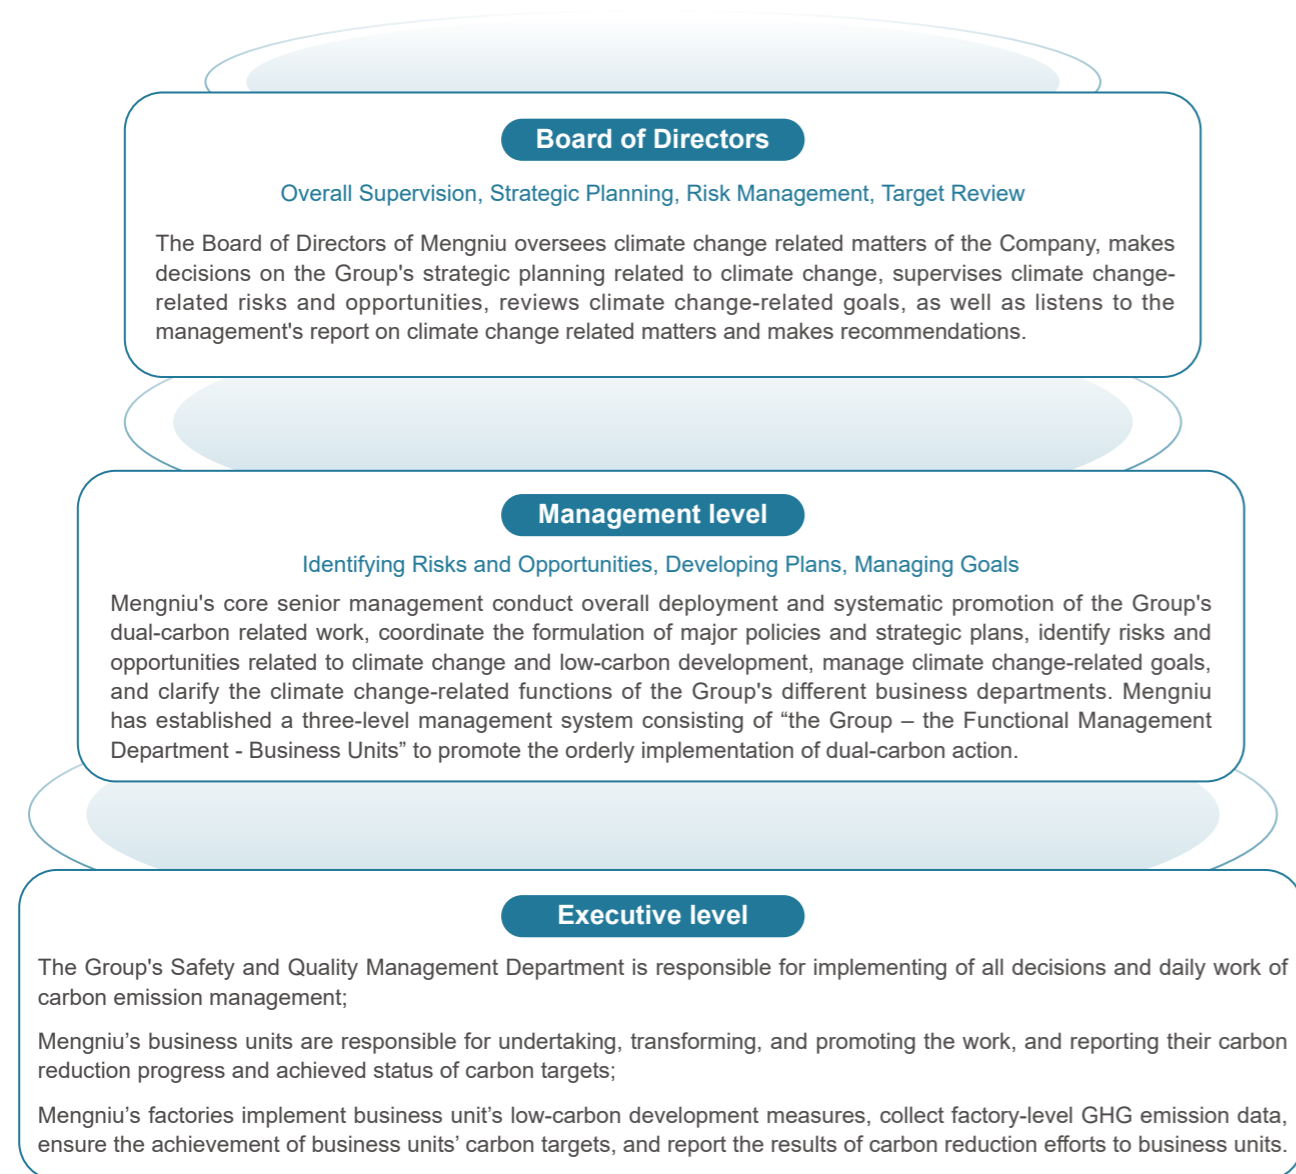 Board of Directors
Overall Supervision, Strategic Planning, Risk Management, Target Review
The Board of Directors of Mengniu oversees climate change related matters of the Company, makes
decisions on the Group's strategic planning related to climate change, supervises climate change-
related risks and opportunities, reviews climate change-related goals, as well as listens to the
management's report on climate change related matters and makes recommendations.
Management level
Identifying Risks and Opportunities, Developing Plans, Managing Goals
Mengniu's core senior management conduct overall deployment and systematic promotion of the Group's
dual-carbon related work, coordinate the formulation of major policies and strategic plans, identify risks and
opportunities related to climate change and low-carbon development, manage climate change-related goals,
and clarify the climate change-related functions of the Group's different business departments. Mengniu
has established a three-level management system consisting of “the Group – the Functional Management
Department - Business Units” to promote the orderly implementation of dual-carbon action.
Executive level
The Group's Safety and Quality Management Department is responsible for implementing of all decisions and daily work of
carbon emission management;
Mengniu’s business units are responsible for undertaking, transforming, and promoting the work, and reporting their carbon
reduction progress and achieved status of carbon targets;
Mengniu’s factories implement business unit’s low-carbon development measures, collect factory-level GHG emission data,
ensure the achievement of business units’ carbon targets, and report the results of carbon reduction efforts to business units.